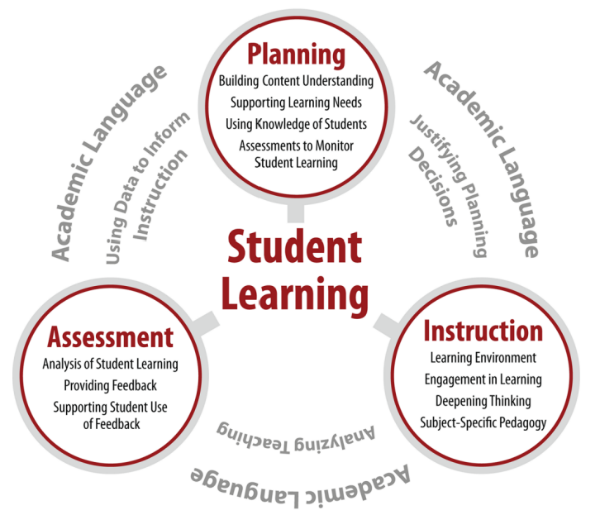 Planning
Building Content Understanding
Supporting Learning Needs
Using Knowledge of Students
Assessments to Monitor
Student Learning
Academic Language
Using Data to Inform
Instruction
Academic Language
Justifying Planning
Decisions
Student
Learning
Assessment
Analysis of Student Learning
Providing Feedback
Supporting Student Use
of Feedback
Instruction
Learning Environment
Engagement in Learning
Deepening Thinking
Subject-Specific Pedagogy
Analyzing Teaching
Academic Language